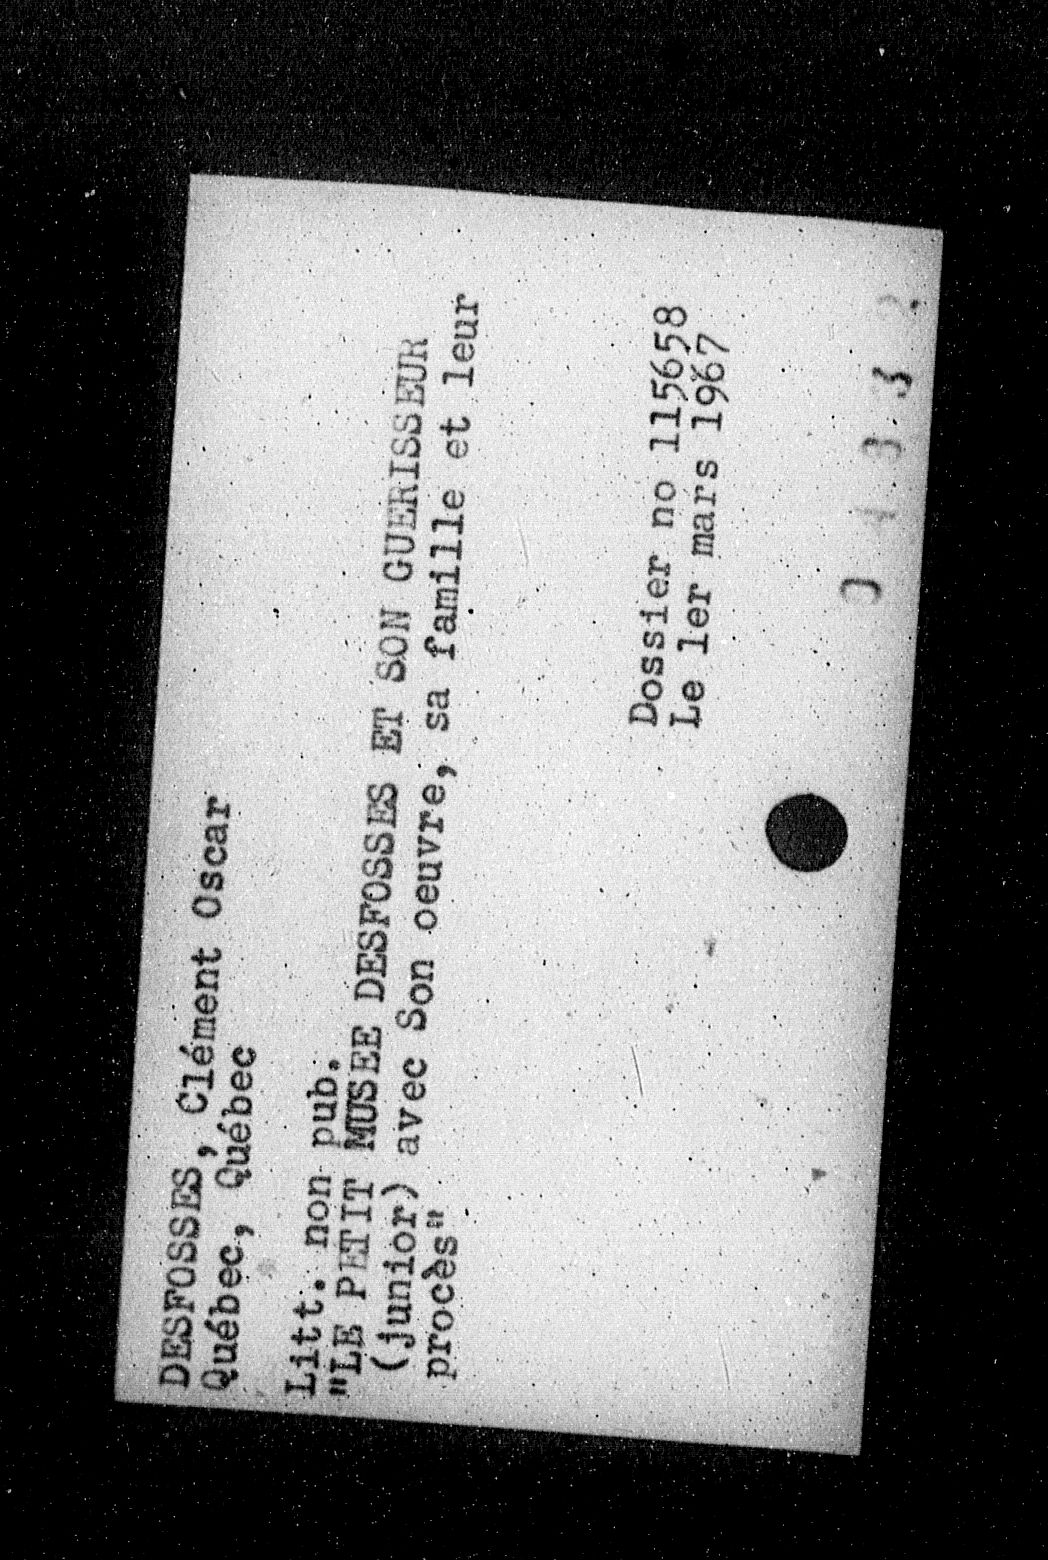 DESFOSSES, Clément Oscar
Québec, Québec
Litt. non pub.
"LE PETIT MUSEE DESFOSSES ET SON GUERISSEUR
(junior) avec Son oeuvre, sa famille et leur
procès"
Dossier no 115658
Le 1er mars 1967